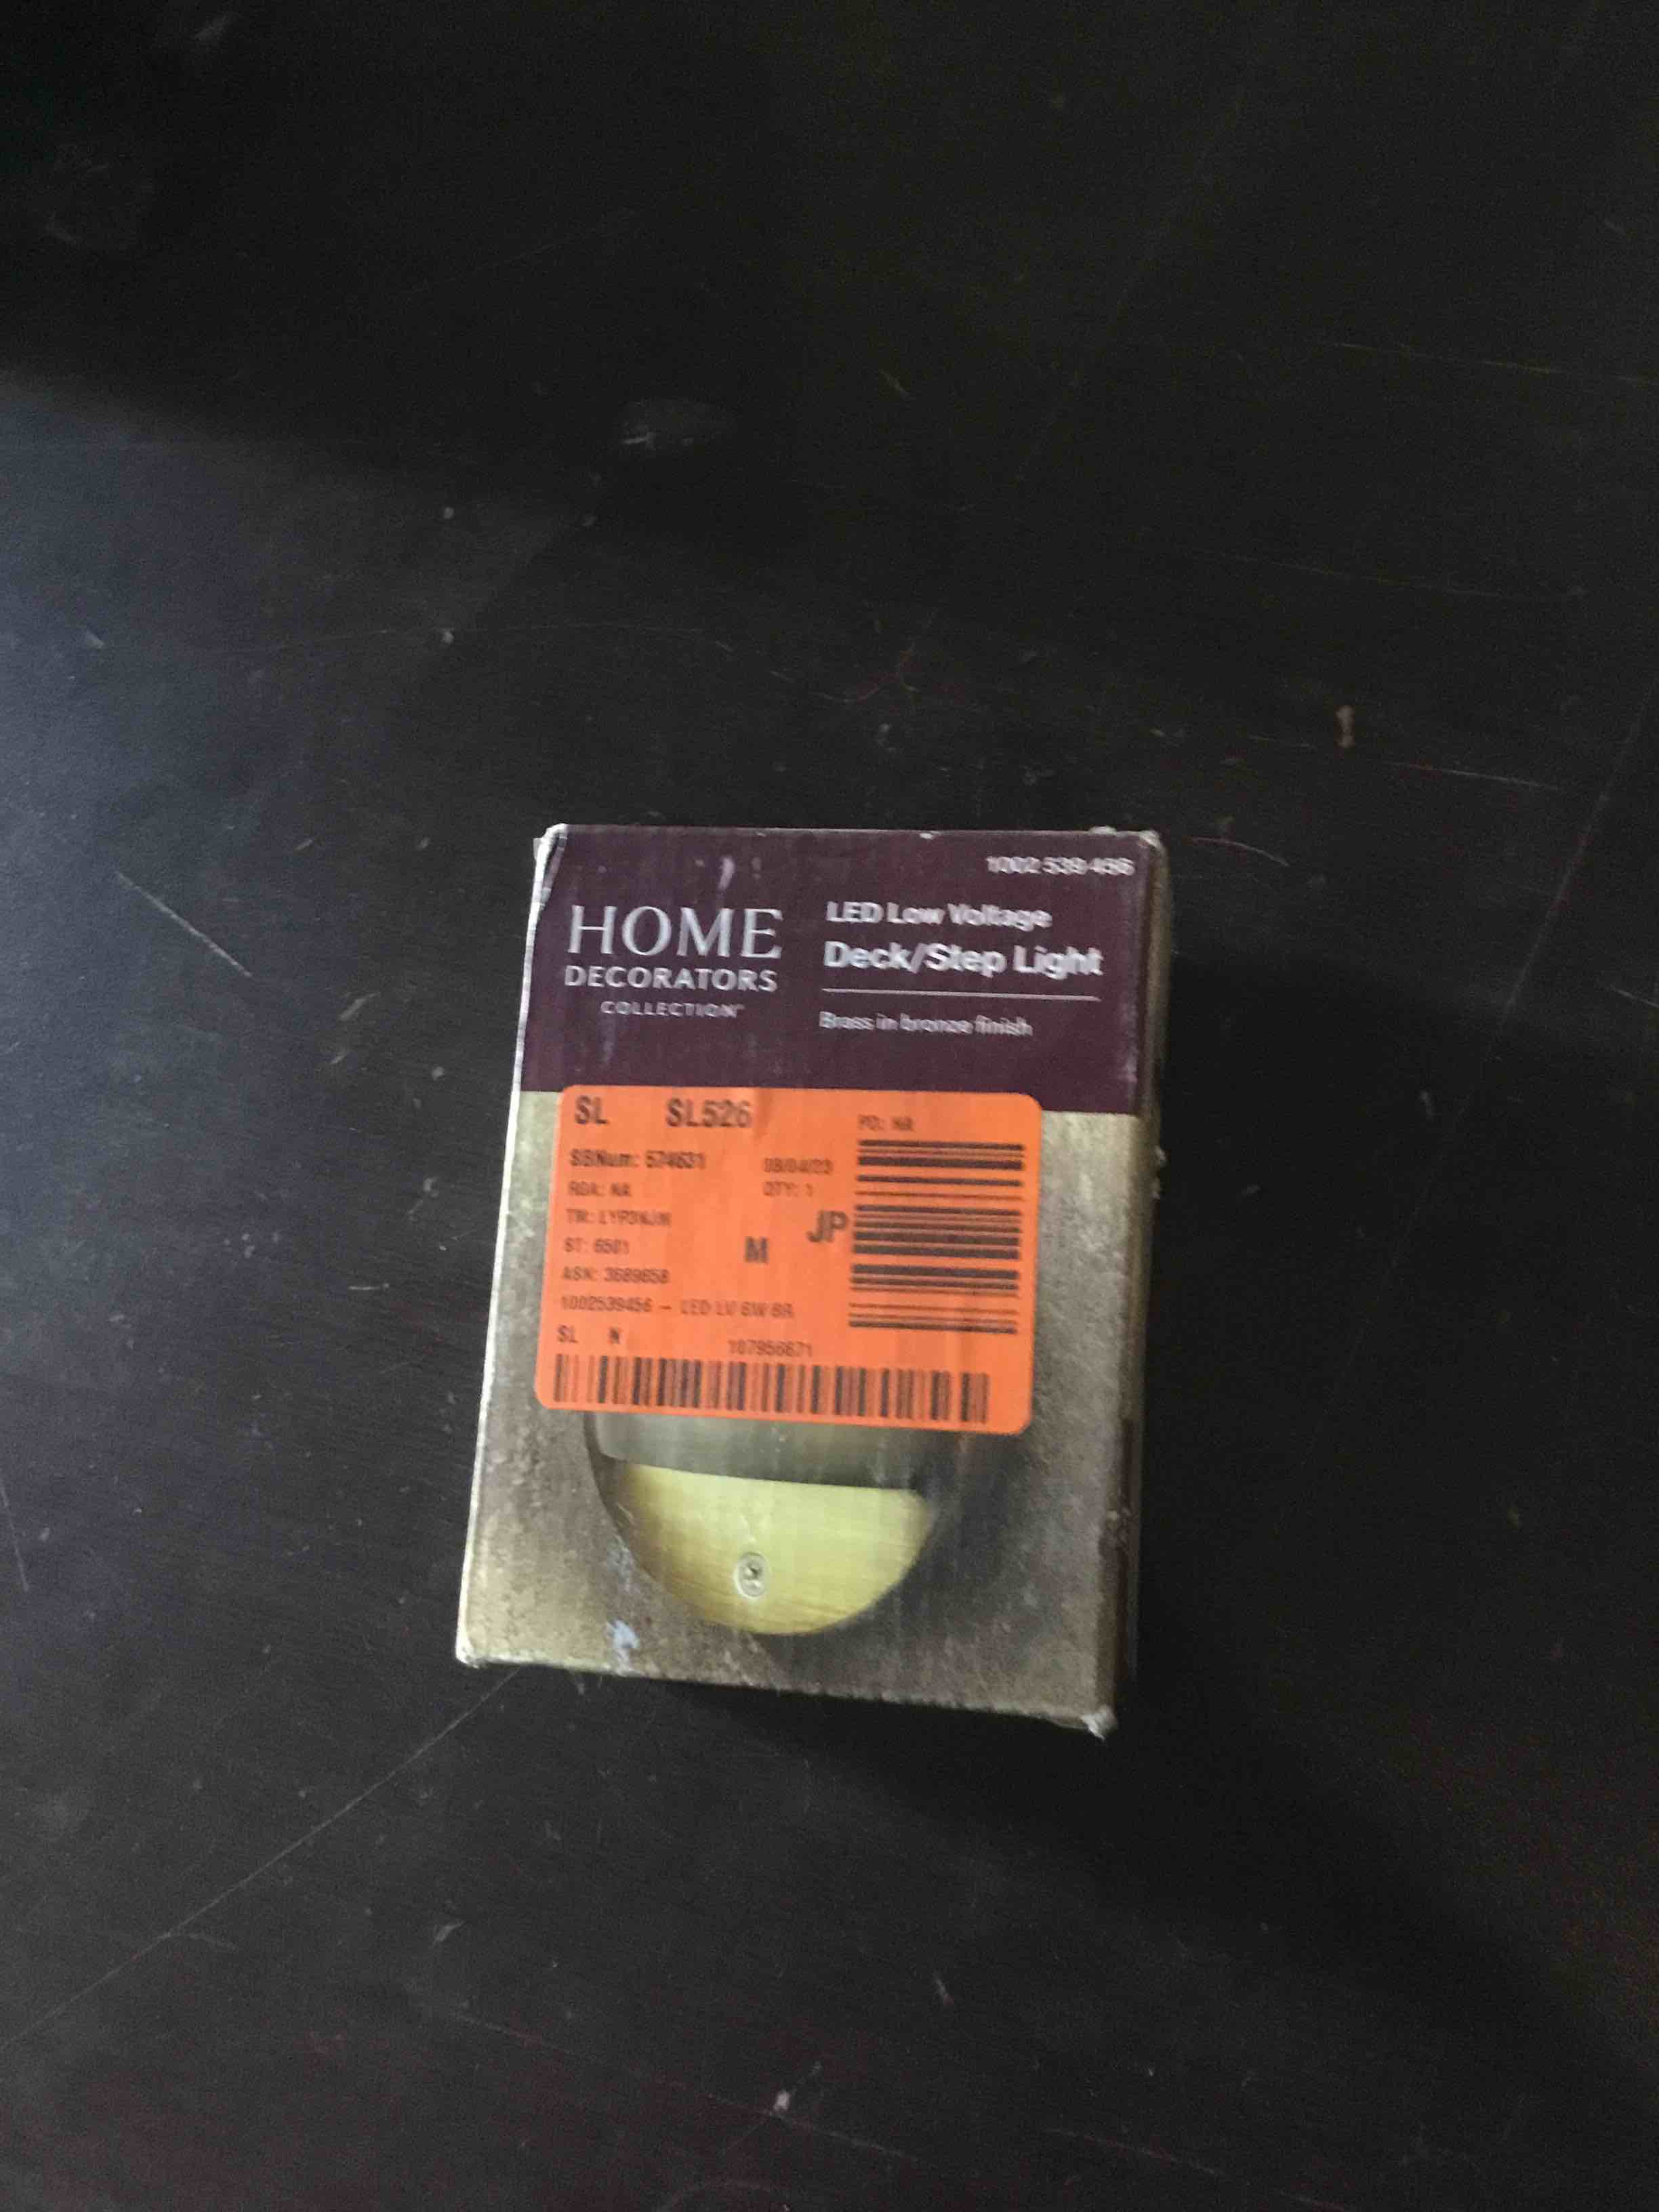 1002 539 456
HOME
DECORATORS
COLLECTION
LED Low Voltage
Deck/Step Light
Brass in bronze finish
SL SL526
PO: NA
SBNum: 574631 08/04/23
RGA: NA QTY: 1
JP
ST: 6501 M
ASN: 3689658
1002539456 – LED LV 6W BR
SL N 107956671